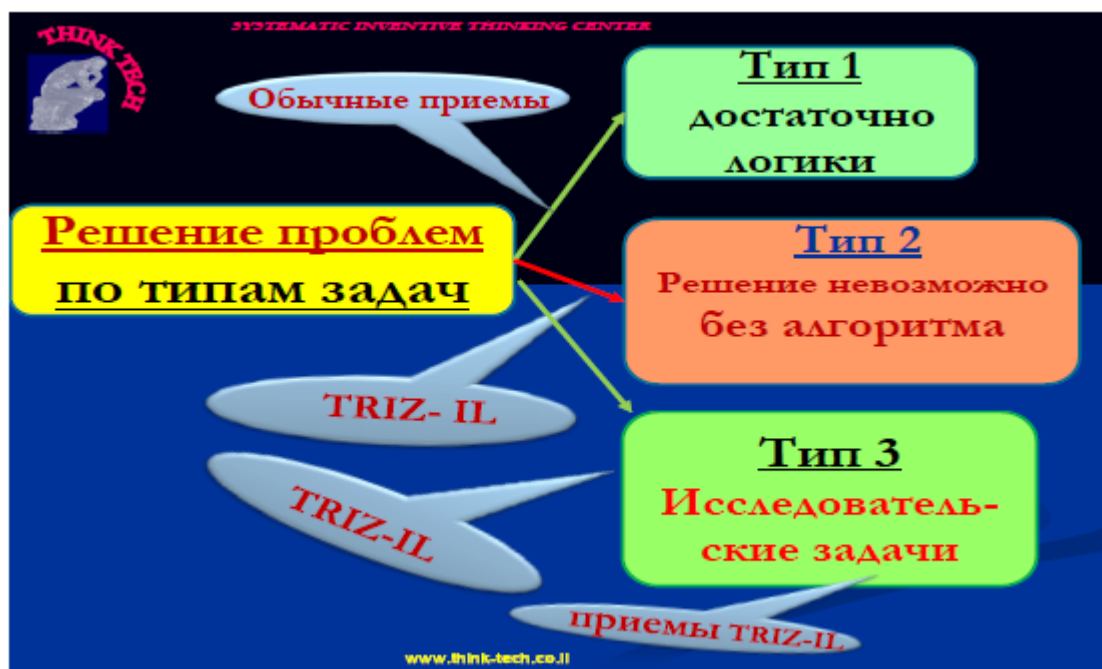 SYSTEMATIC INVENTIVE THINKING CENTER
THINK TECH
Обычные приемы
Тип 1
достаточно
логики
Решение проблем
по типам задач
Тип 2
Решение невозможно
без алгоритма
TRIZ- IL
TRIZ-IL
Тип 3
Исследователь-
ские задачи
приемы TRIZ-IL
www.think-tech.co.il